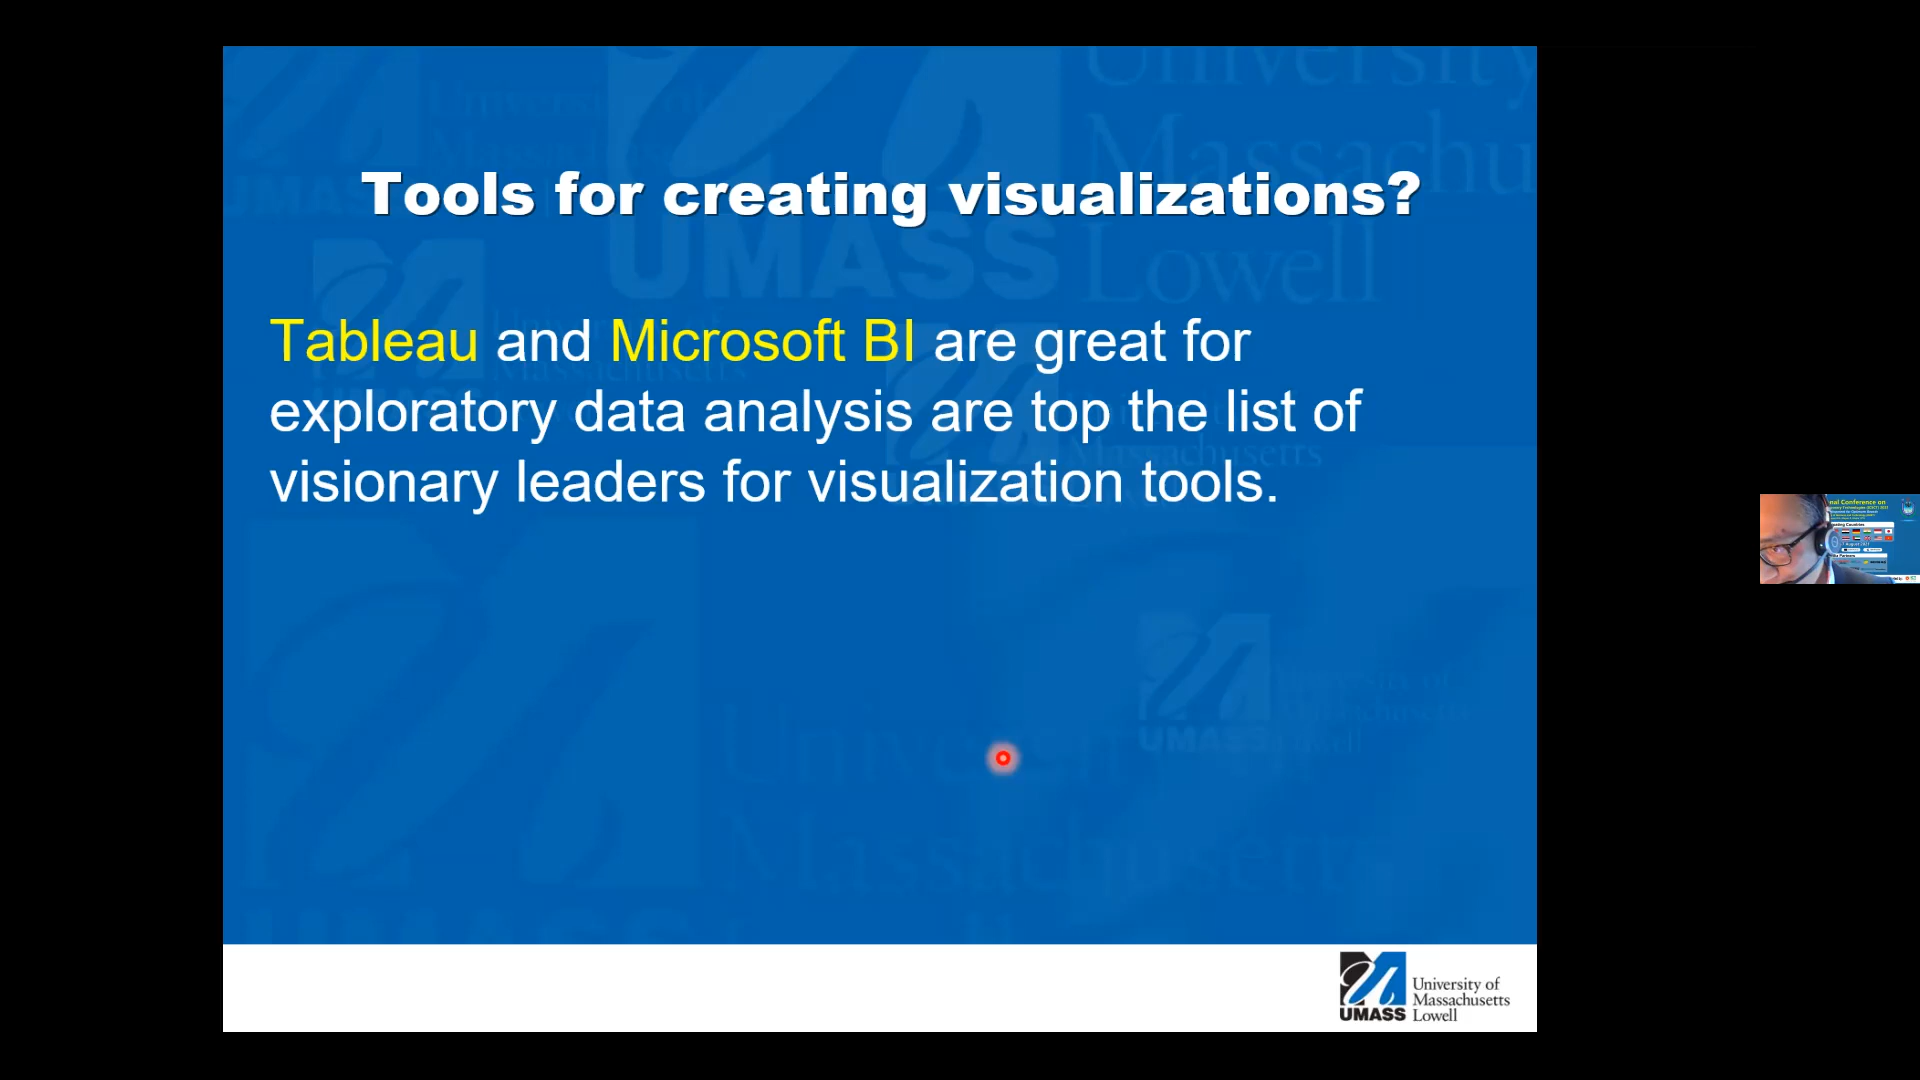 Tools for creating visualizations?
Tableau and Microsoft BI are great for
exploratory data analysis are top the list of
visionary leaders for visualization tools.
University of
Massachusetts
UMASS Lowell